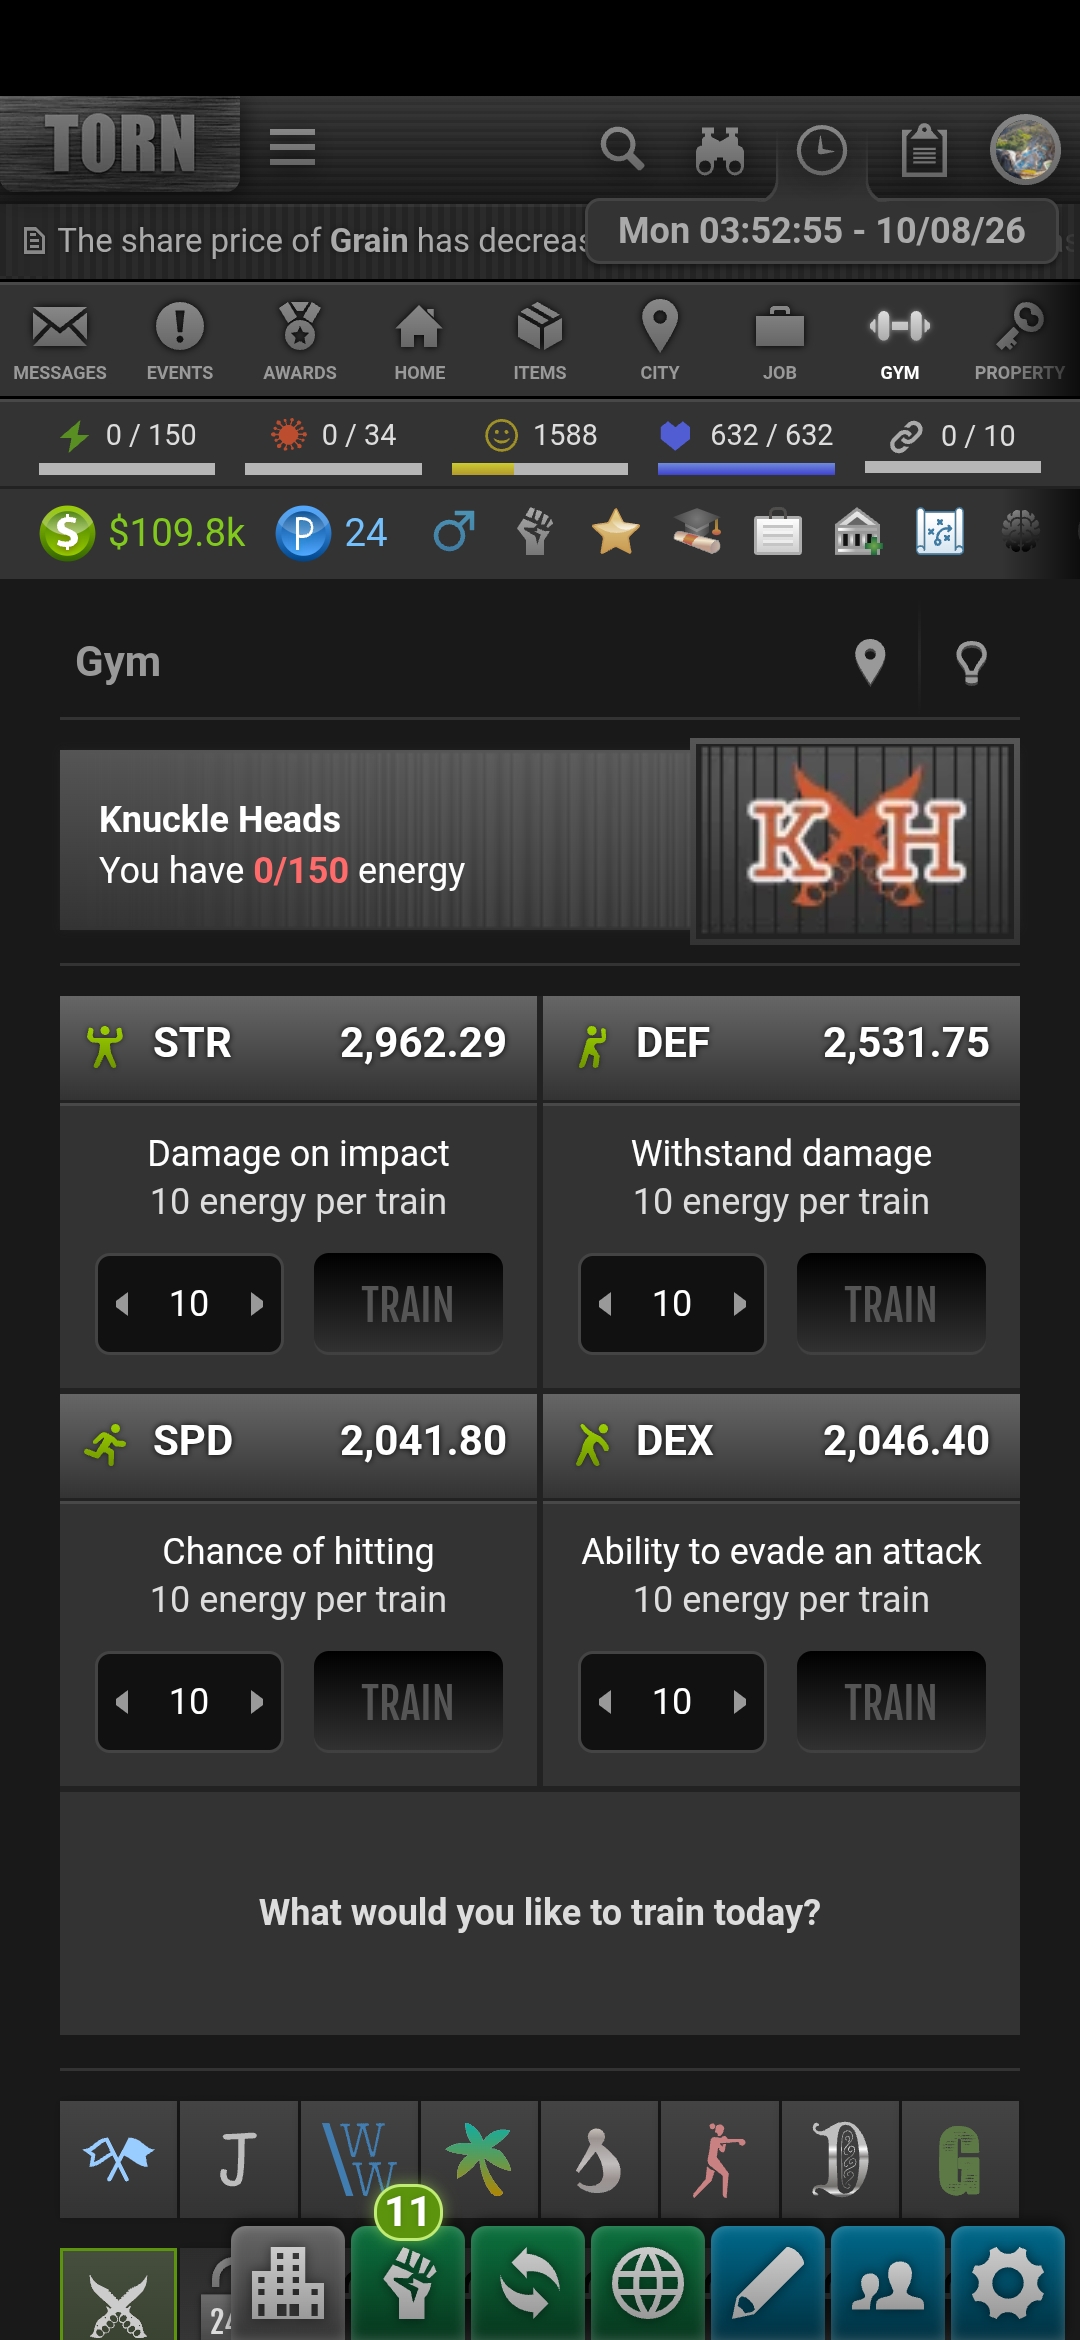 TORN
The share price of Grain has decreas
Mon 03:52:55 - 10/08/26
MESSAGES EVENTS AWARDS HOME ITEMS CITY JOB GYM PROPERTY
0 / 150 0 / 34 1588 632 / 632 0 / 10
$109.8k P 24
Gym
Knuckle Heads
You have 0/150 energy
K H
STR 2,962.29 DEF 2,531.75
Damage on impact Withstand damage
10 energy per train 10 energy per train
10 TRAIN 10 TRAIN
SPD 2,041.80 DEX 2,046.40
Chance of hitting Ability to evade an attack
10 energy per train 10 energy per train
10 TRAIN 10 TRAIN
What would you like to train today?
J W W D G
11
24